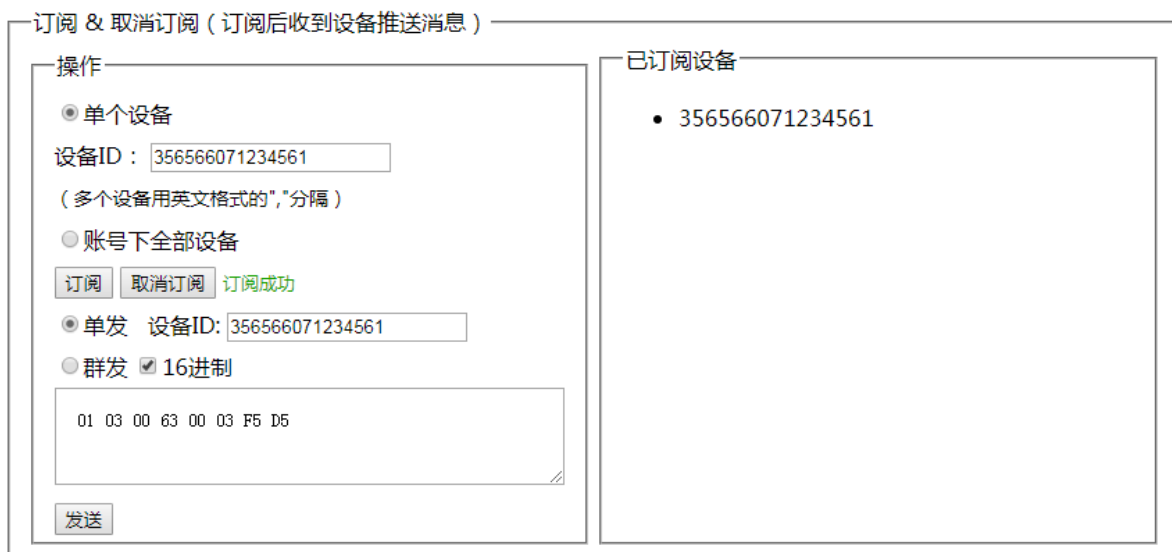 订阅 & 取消订阅（订阅后收到设备推送消息）
操作
单个设备
设备ID： 356566071234561
（多个设备用英文格式的","分隔）
账号下全部设备
订阅 取消订阅 订阅成功
单发 设备ID: 356566071234561
群发 16进制
01 03 00 63 00 03 F5 D5
发送
已订阅设备
356566071234561